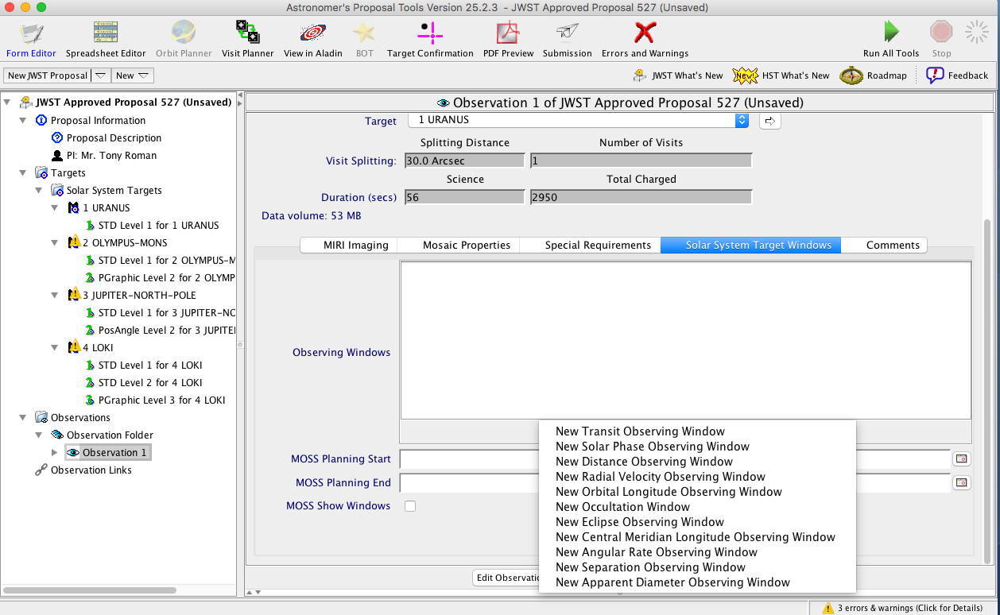 Astronomer's Proposal Tools Version 25.2.3 - JWST Approved Proposal 527 (Unsaved)
Form Editor Spreadsheet Editor Orbit Planner Visit Planner View in Aladin BOT Target Confirmation PDF Preview Submission Errors and Warnings Run All Tools Stop
New JWST Proposal New JWST What's New New! HST What's New Roadmap Feedback
JWST Approved Proposal 527 (Unsaved)
Proposal Information
Proposal Description
PI: Mr. Tony Roman
Targets
Solar System Targets
1 URANUS
STD Level 1 for 1 URANUS
2 OLYMPUS-MONS
STD Level 1 for 2 OLYMPUS-M
PGraphic Level 2 for 2 OLYMP
3 JUPITER-NORTH-POLE
STD Level 1 for 3 JUPITER-NO
PosAngle Level 2 for 3 JUPITE
4 LOKI
STD Level 1 for 4 LOKI
STD Level 2 for 4 LOKI
PGraphic Level 3 for 4 LOKI
Observations
Observation Folder
Observation 1
Observation Links
Observation 1 of JWST Approved Proposal 527 (Unsaved)
Target 1 URANUS
Splitting Distance Number of Visits
Visit Splitting: 30.0 Arcsec 1
Science Total Charged
Duration (secs) 56 2950
Data volume: 53 MB
MIRI Imaging Mosaic Properties Special Requirements Solar System Target Windows Comments
Observing Windows
MOSS Planning Start
MOSS Planning End
MOSS Show Windows
New Transit Observing Window
New Solar Phase Observing Window
New Distance Observing Window
New Radial Velocity Observing Window
New Orbital Longitude Observing Window
New Occultation Window
New Eclipse Observing Window
New Central Meridian Longitude Observing Window
New Angular Rate Observing Window
New Separation Observing Window
New Apparent Diameter Observing Window
Edit Observatio
3 errors & warnings (Click for Details)